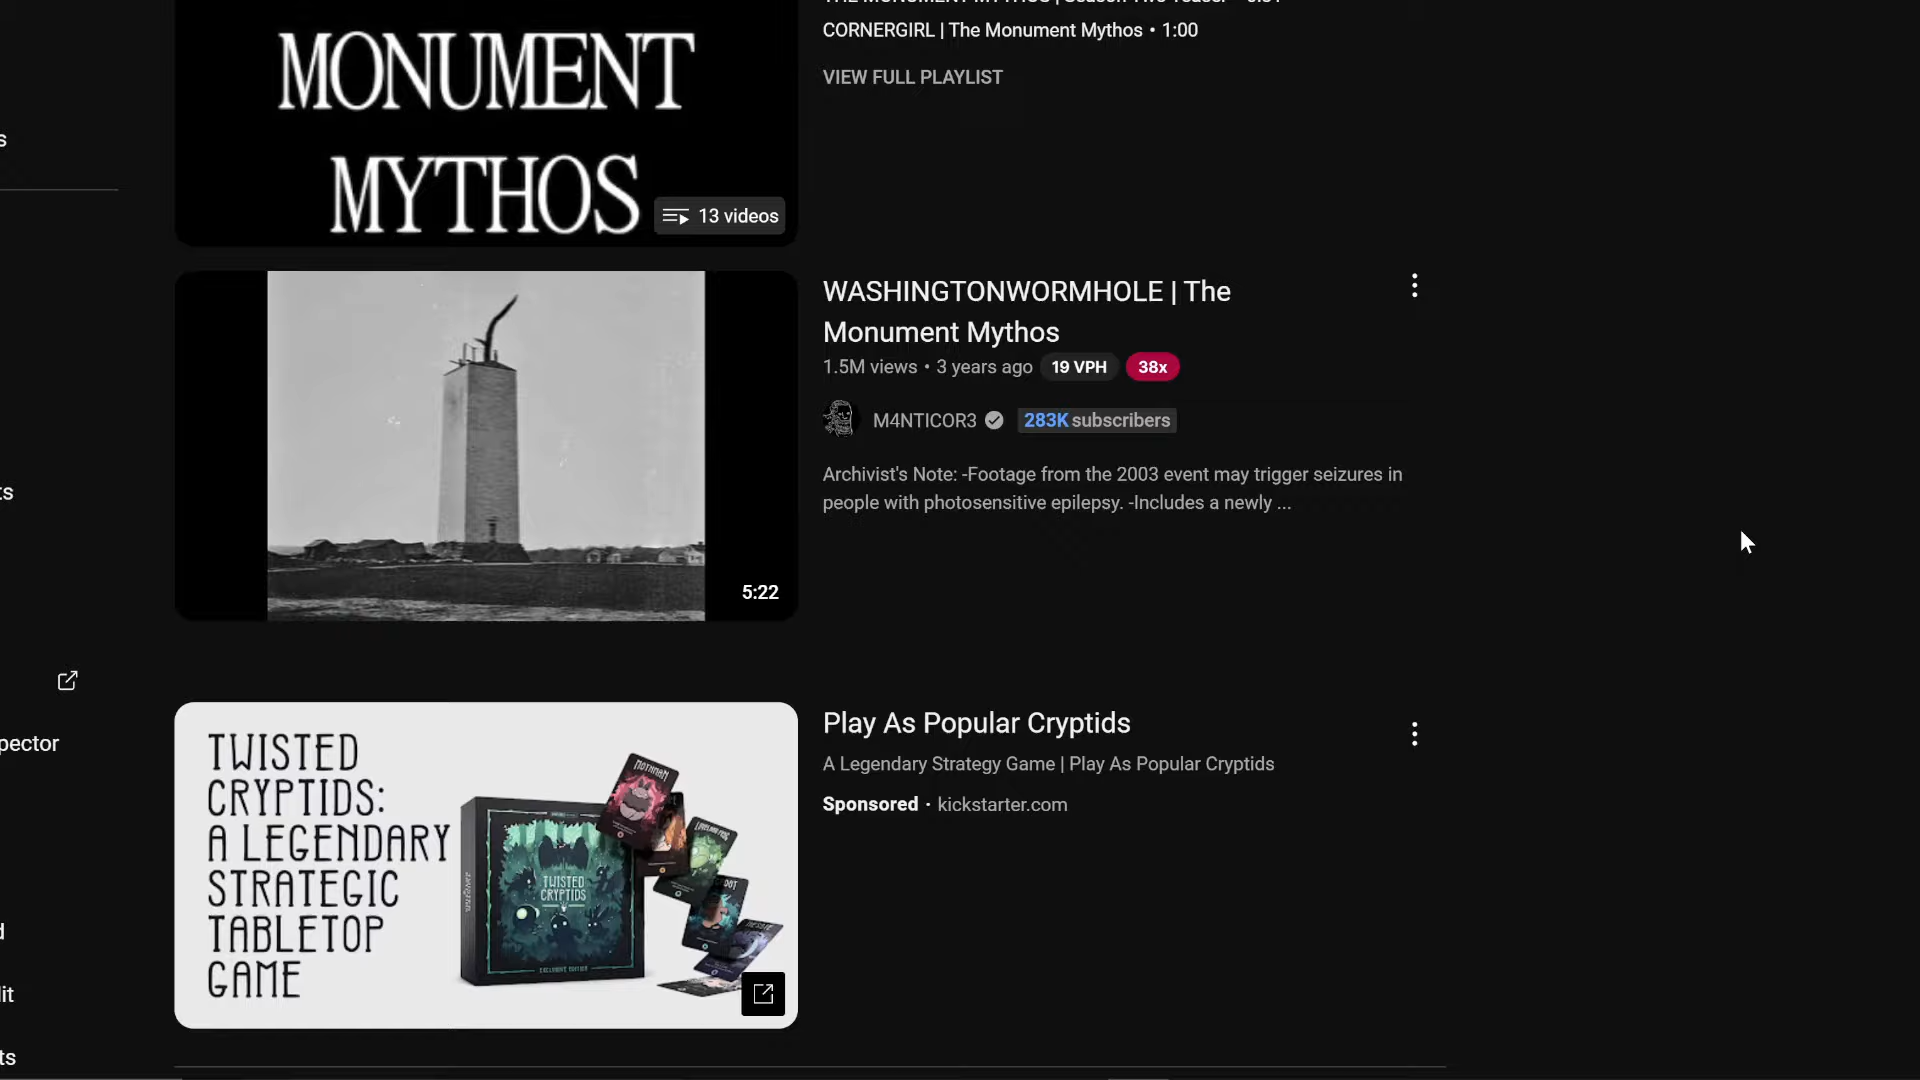 CORNERGIRL | The Monument Mythos • 1:00
VIEW FULL PLAYLIST
MONUMENT
MYTHOS
13 videos
WASHINGTONWORMHOLE | The
Monument Mythos
1.5M views • 3 years ago 19 VPH 38x
M4NTICOR3 283K subscribers
Archivist's Note: -Footage from the 2003 event may trigger seizures in
people with photosensitive epilepsy. -Includes a newly ...
5:22
pector
TWISTED
CRYPTIDS:
A LEGENDARY
STRATEGIC
TABLETOP
GAME
MOTHMAN
TWISTED
CRYPTIDS
Play As Popular Cryptids
A Legendary Strategy Game | Play As Popular Cryptids
Sponsored · kickstarter.com